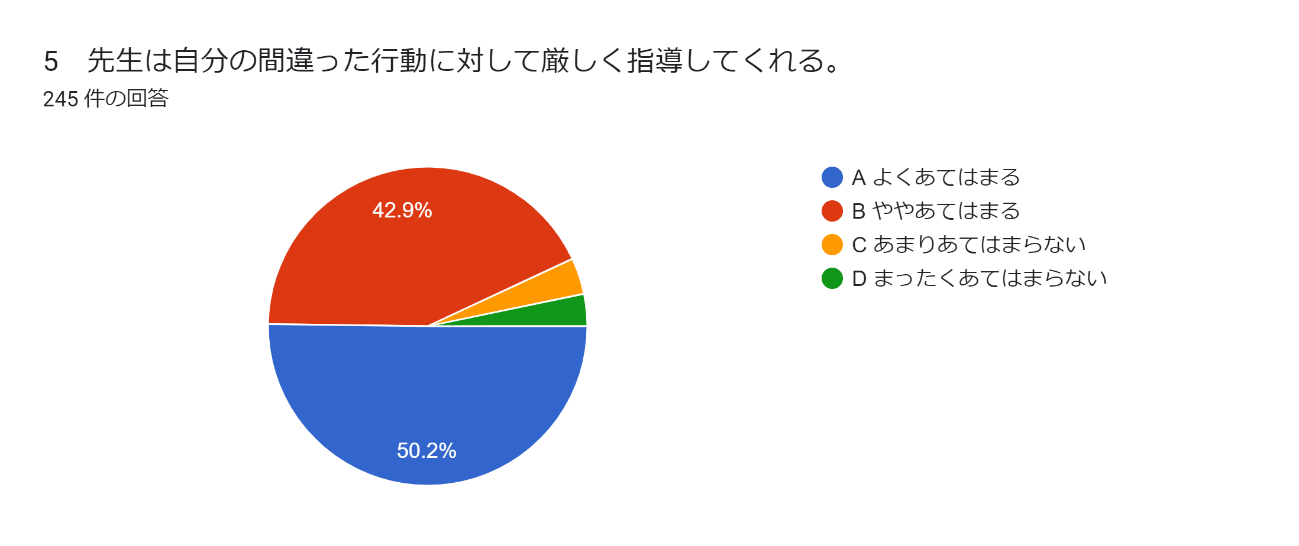 5　先生は自分の間違った行動に対して厳しく指導してくれる。
245 件の回答
42.9%
50.2%
A よくあてはまる
B ややあてはまる
C あまりあてはまらない
D まったくあてはまらない